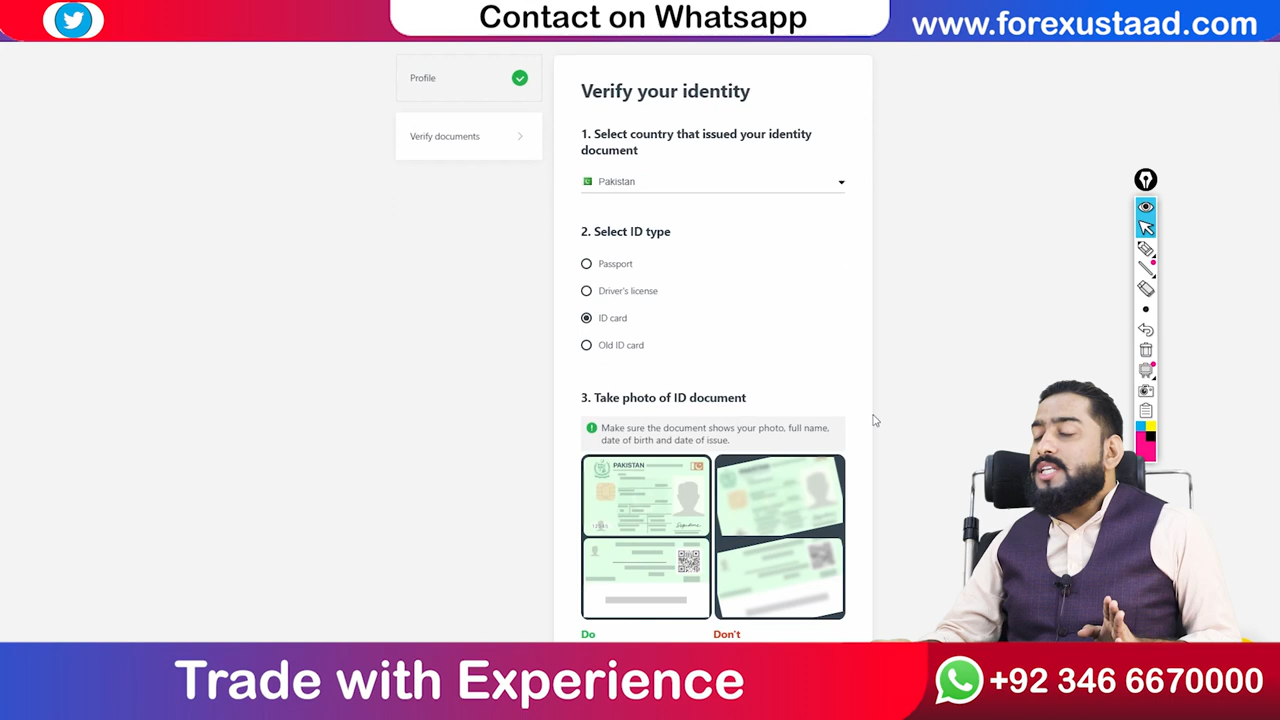 Contact on Whatsapp
www.forexustaad.com
Profile
Verify documents
Verify your identity
1. Select country that issued your identity
document
Pakistan
2. Select ID type
Passport
Driver's license
ID card
Old ID card
3. Take photo of ID document
Make sure the document shows your photo, full name,
date of birth and date of issue.
PAKISTAN
12345
Signature
Do
Don't
Trade with Experience
+92 346 6670000